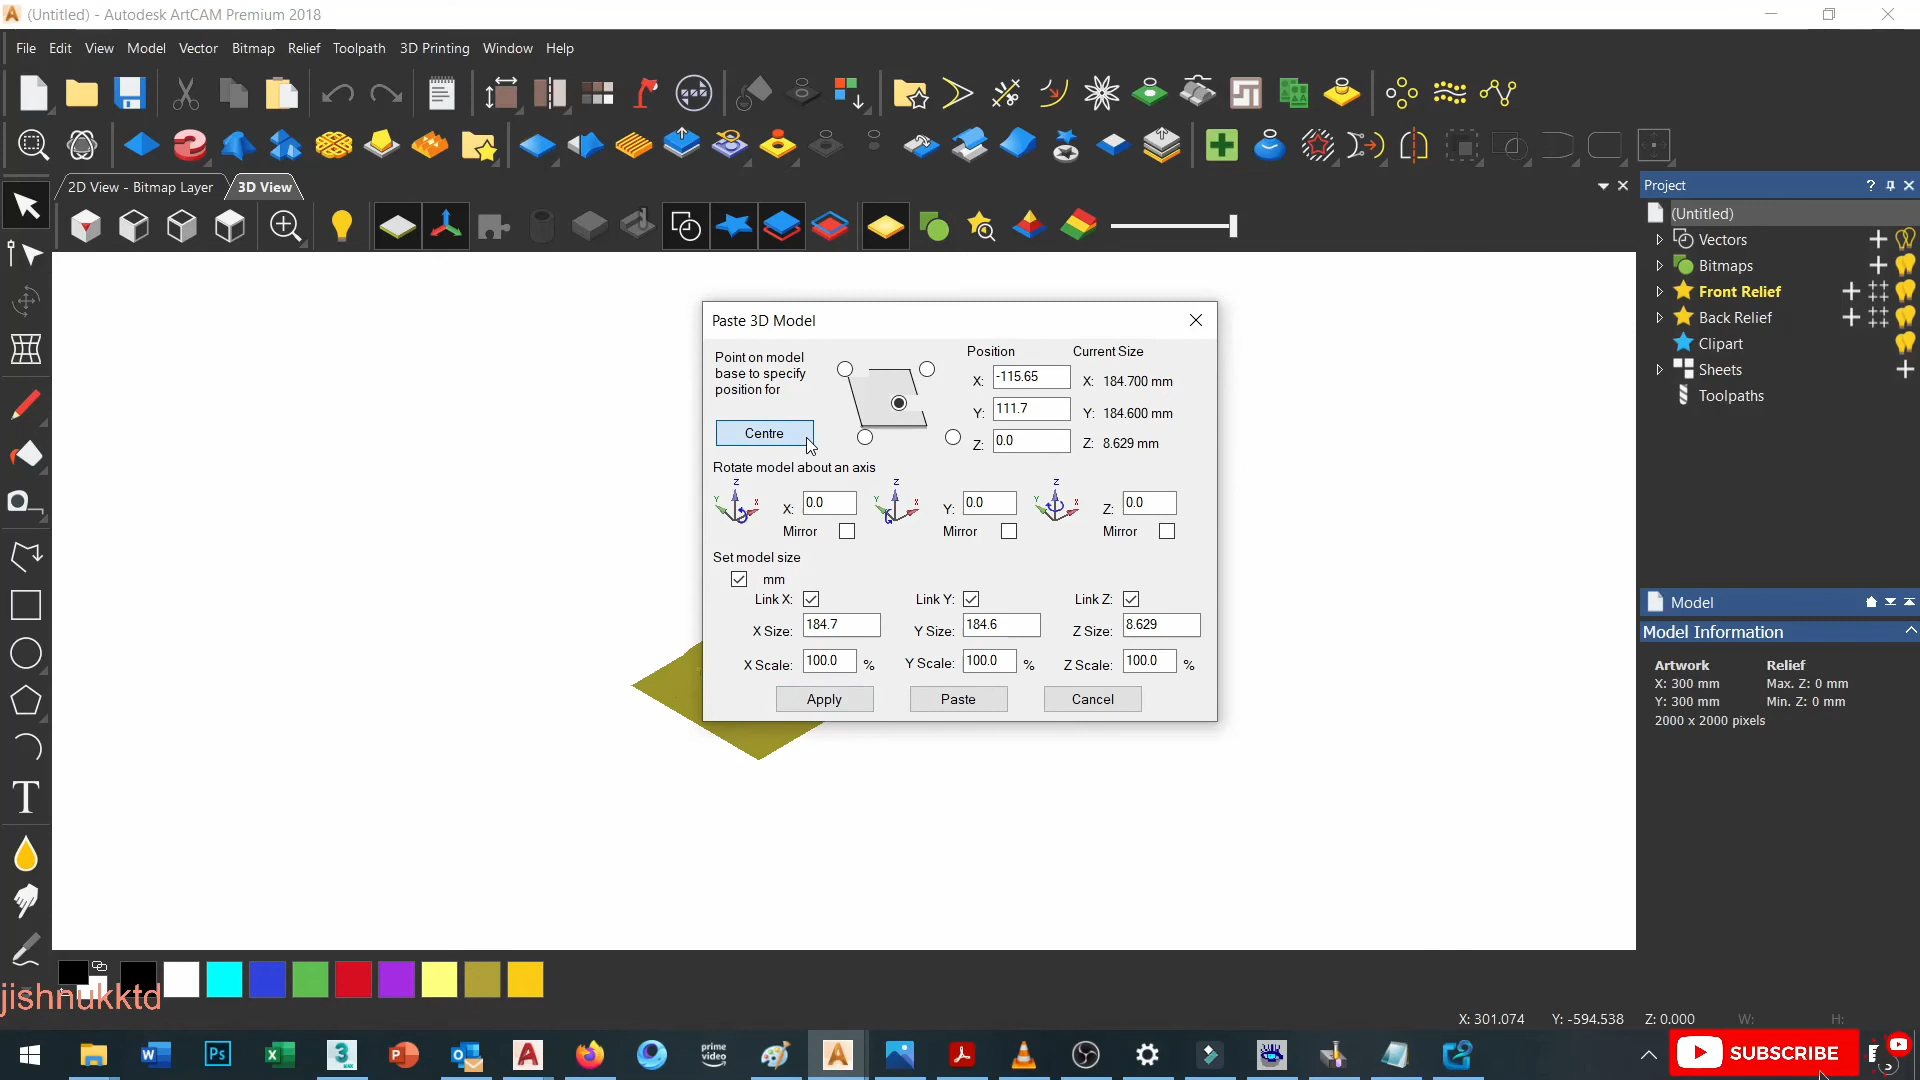 (Untitled) - Autodesk ArtCAM Premium 2018
File Edit View Model Vector Bitmap Relief Toolpath 3D Printing Window Help
2D View - Bitmap Layer 3D View
Project
(Untitled)
Vectors
Bitmaps
Front Relief
Back Relief
Clipart
Sheets
Toolpaths
Paste 3D Model
Point on model
base to specify
position for
Centre
Position Current Size
X: -115.65 X: 184.700 mm
Y: 111.7 Y: 184.600 mm
Z: 0.0 Z: 8.629 mm
Rotate model about an axis
X: 0.0 Y: 0.0 Z: 0.0
Mirror Mirror Mirror
Set model size
mm
Link X: Link Y: Link Z:
X Size: 184.7 Y Size: 184.6 Z Size: 8.629
X Scale: 100.0 % Y Scale: 100.0 % Z Scale: 100.0 %
Apply Paste Cancel
Model
Model Information
Artwork Relief
X: 300 mm Max. Z: 0 mm
Y: 300 mm Min. Z: 0 mm
2000 x 2000 pixels
jishnukktd
X: 301.074 Y: -594.538 Z: 0.000 W: H:
prime
video
SUBSCRIBE